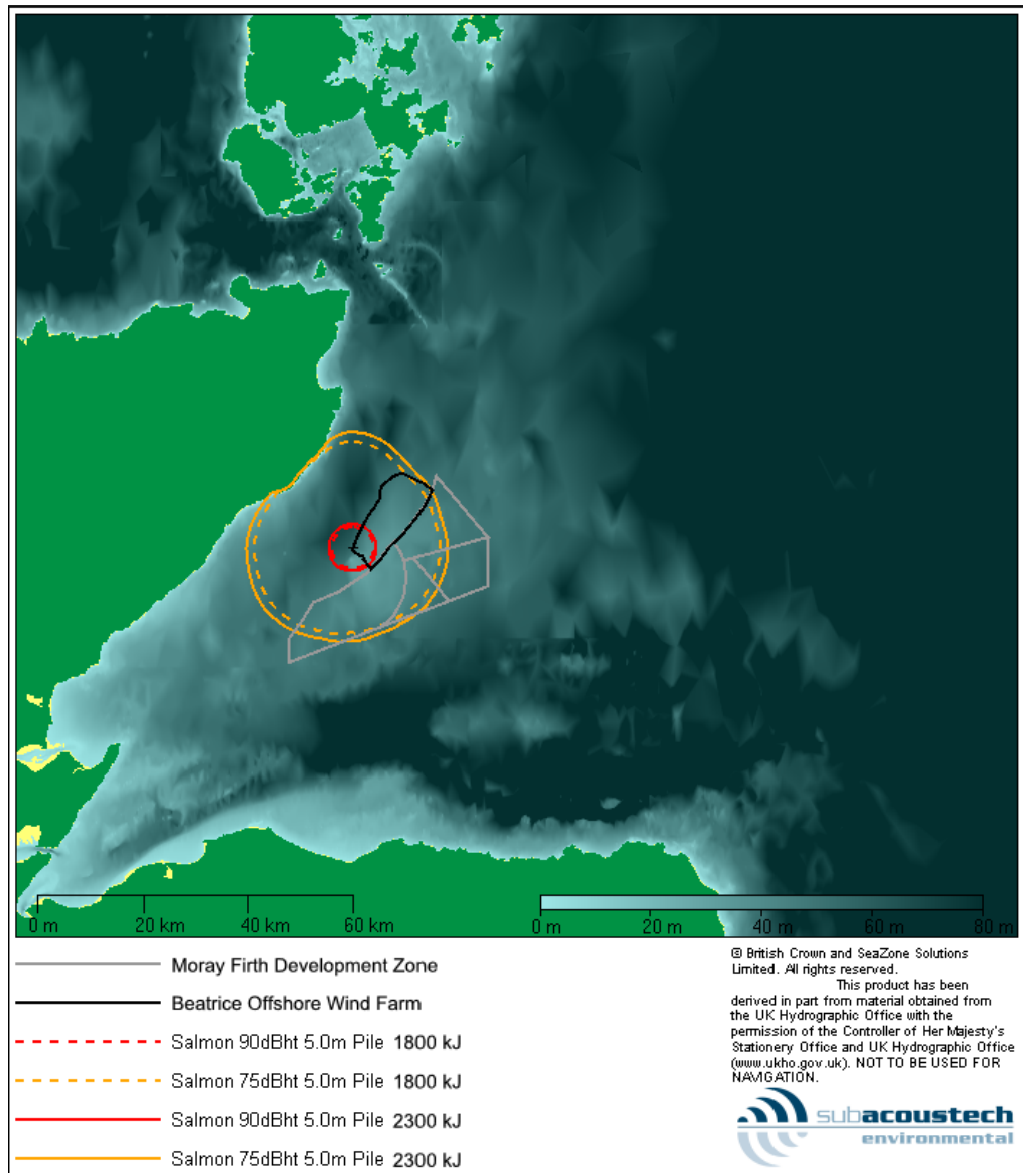 0 m 20 km 40 km 60 km
0 m 20 m 40 m 60 m 80 m
Moray Firth Development Zone
Beatrice Offshore Wind Farm
Salmon 90dBht 5.0m Pile 1800 kJ
Salmon 75dBht 5.0m Pile 1800 kJ
Salmon 90dBht 5.0m Pile 2300 kJ
Salmon 75dBht 5.0m Pile 2300 kJ
© British Crown and SeaZone Solutions
Limited. All rights reserved.
This product has been
derived in part from material obtained from
the UK Hydrographic Office with the
permission of the Controller of Her Majesty's
Stationery Office and UK Hydrographic Office
(www.ukho.gov.uk). NOT TO BE USED FOR
NAVIGATION.
subacoustech
environmental